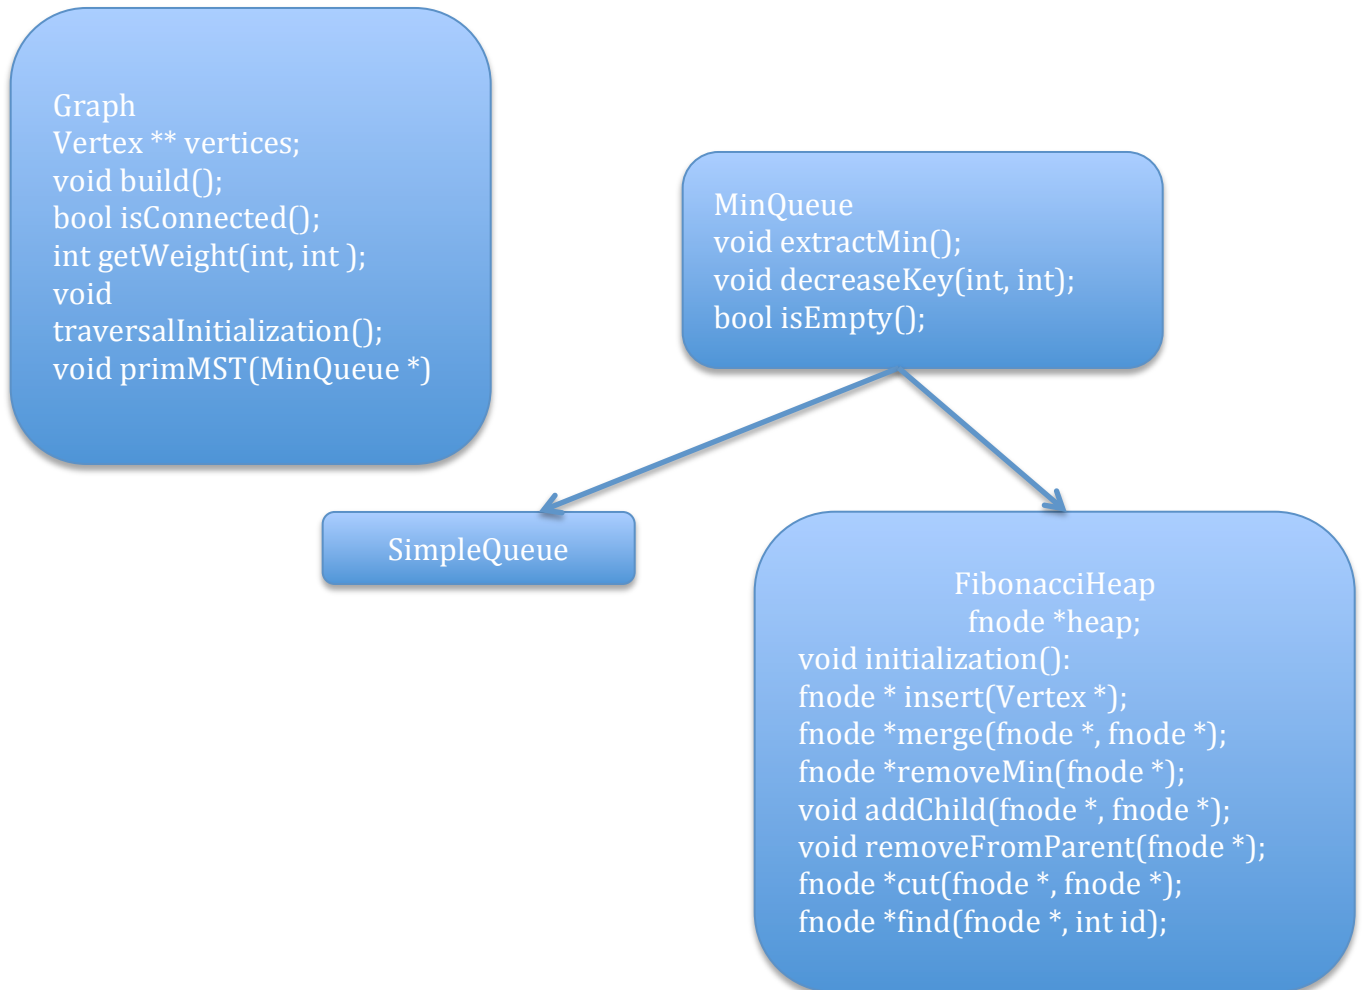 Graph
Vertex ** vertices;
void build();
bool isConnected();
int getWeight(int, int );
void
traversalInitialization();
void primMST(MinQueue *)
MinQueue
void extractMin();
void decreaseKey(int, int);
bool isEmpty();
SimpleQueue
FibonacciHeap
fnode *heap;
void initialization():
fnode * insert(Vertex *);
fnode *merge(fnode *, fnode *);
fnode *removeMin(fnode *);
void addChild(fnode *, fnode *);
void removeFromParent(fnode *);
fnode *cut(fnode *, fnode *);
fnode *find(fnode *, int id);